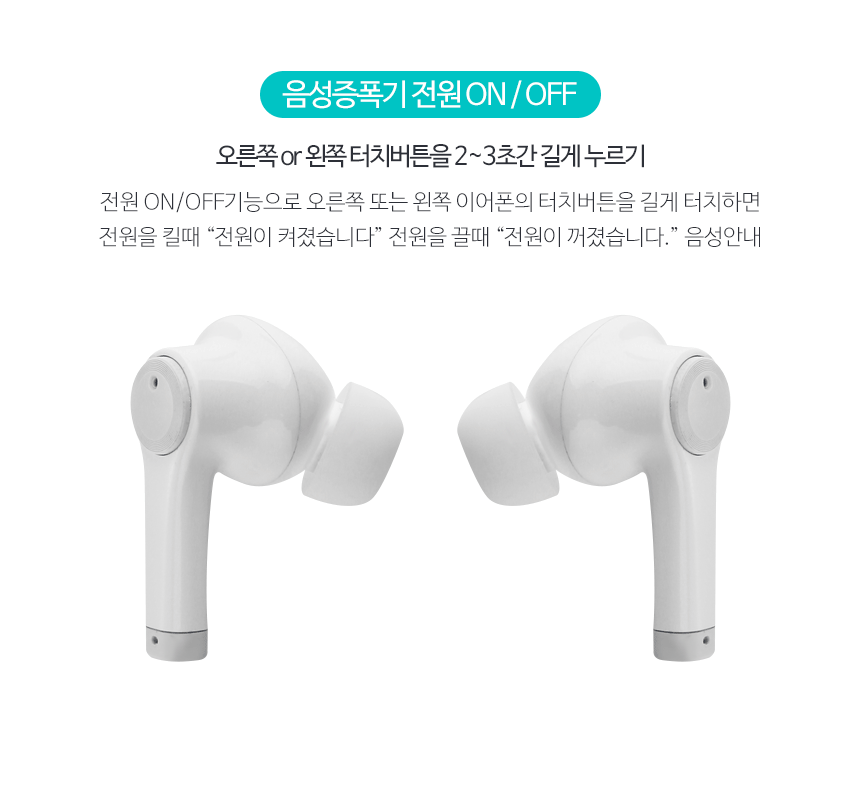 음성증폭기 전원 ON / OFF
오른쪽 or 왼쪽 터치버튼을 2~3초간 길게 누르기
전원 ON/OFF기능으로 오른쪽 또는 왼쪽 이어폰의 터치버튼을 길게 터치하면
전원을 킬때 “전원이 켜졌습니다” 전원을 끌때 “전원이 꺼졌습니다.” 음성안내